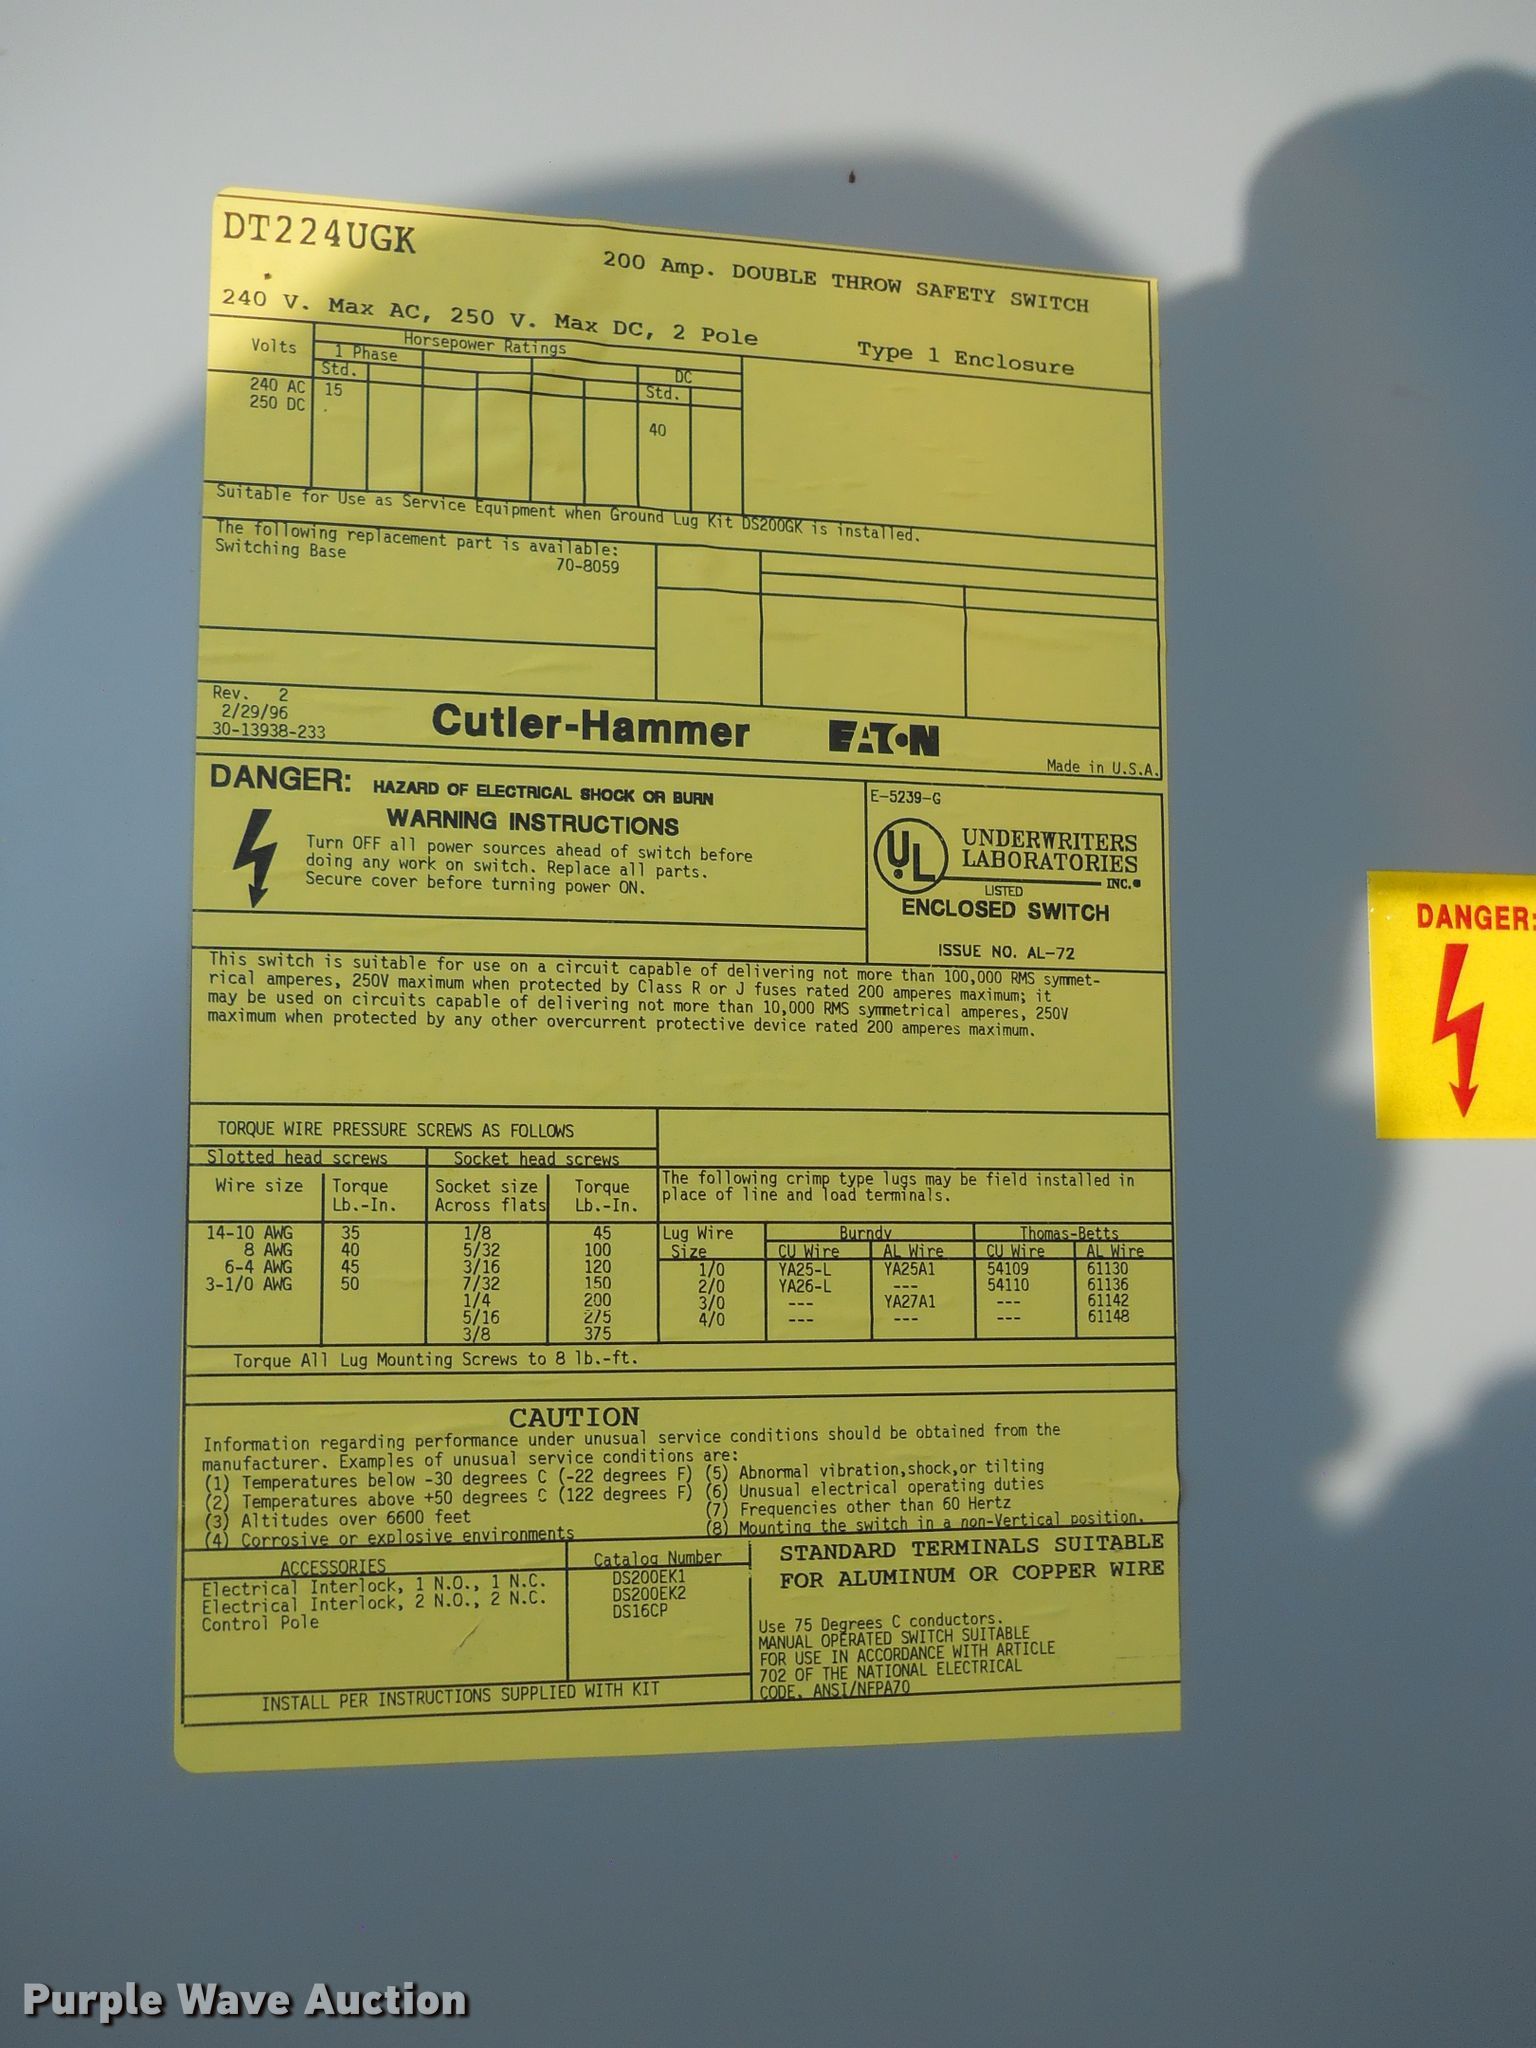 DT224UGK
200 Amp. DOUBLE THROW SAFETY SWITCH
240 V. Max AC, 250 V. Max DC, 2 Pole
Type 1 Enclosure
Volts
Horsepower Ratings
1 Phase
DC
Std.
Std.
240 AC 15
250 DC
40
Suitable for Use as Service Equipment when Ground Lug Kit DS200GK is installed.
The following replacement part is available:
Switching Base 70-8059
Rev. 2
2/29/96
30-13938-233
Cutler-Hammer
EATON
Made in U.S.A.
DANGER: HAZARD OF ELECTRICAL SHOCK OR BURN
WARNING INSTRUCTIONS
Turn OFF all power sources ahead of switch before
doing any work on switch. Replace all parts.
Secure cover before turning power ON.
E-5239-G
UL
UNDERWRITERS
LABORATORIES
INC.®
LISTED
ENCLOSED SWITCH
ISSUE NO. AL-72
This switch is suitable for use on a circuit capable of delivering not more than 100,000 RMS symmet-
rical amperes, 250V maximum when protected by Class R or J fuses rated 200 amperes maximum; it
may be used on circuits capable of delivering not more than 10,000 RMS symmetrical amperes, 250V
maximum when protected by any other overcurrent protective device rated 200 amperes maximum.
TORQUE WIRE PRESSURE SCREWS AS FOLLOWS
Slotted head screws Socket head screws
Wire size Torque Lb.-In. Socket size Across flats Torque Lb.-In.
14-10 AWG 35 1/8 45
8 AWG 40 5/32 100
6-4 AWG 45 3/16 120
3-1/0 AWG 50 7/32 150
1/4 200
5/16 275
3/8 375
The following crimp type lugs may be field installed in
place of line and load terminals.
Lug Wire Burndy Thomas-Betts
Size CU Wire AL Wire CU Wire AL Wire
1/0 YA25-L YA25A1 54109 61130
2/0 YA26-L --- 54110 61136
3/0 --- YA27A1 --- 61142
4/0 --- --- --- 61148
Torque All Lug Mounting Screws to 8 lb.-ft.
CAUTION
Information regarding performance under unusual service conditions should be obtained from the
manufacturer. Examples of unusual service conditions are:
(1) Temperatures below -30 degrees C (-22 degrees F)
(2) Temperatures above +50 degrees C (122 degrees F)
(3) Altitudes over 6600 feet
(4) Corrosive or explosive environments
(5) Abnormal vibration,shock,or tilting
(6) Unusual electrical operating duties
(7) Frequencies other than 60 Hertz
(8) Mounting the switch in a non-Vertical position.
ACCESSORIES Catalog Number
Electrical Interlock, 1 N.O., 1 N.C. DS200EK1
Electrical Interlock, 2 N.O., 2 N.C. DS200EK2
Control Pole DS16CP
INSTALL PER INSTRUCTIONS SUPPLIED WITH KIT
STANDARD TERMINALS SUITABLE
FOR ALUMINUM OR COPPER WIRE
Use 75 Degrees C conductors.
MANUAL OPERATED SWITCH SUITABLE
FOR USE IN ACCORDANCE WITH ARTICLE
702 OF THE NATIONAL ELECTRICAL
CODE, ANSI/NFPA70
DANGER:
Purple Wave Auction